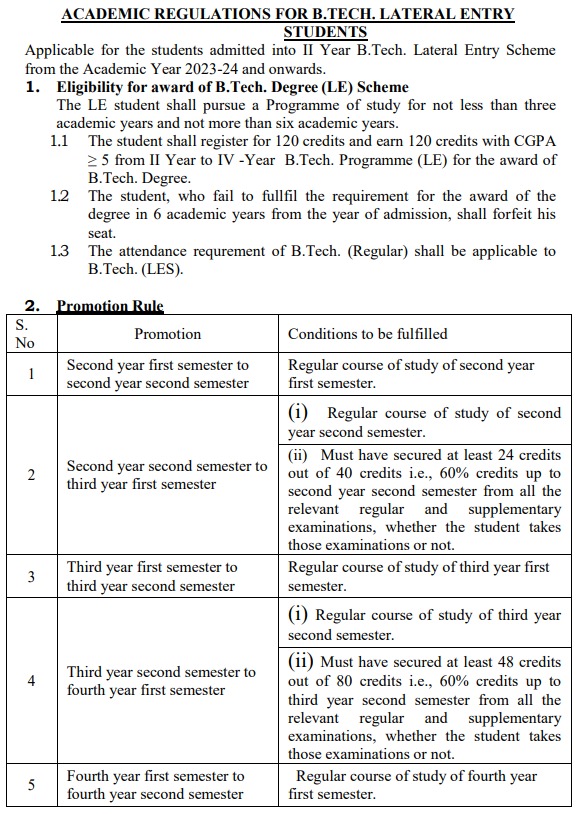 ACADEMIC REGULATIONS FOR B.TECH. LATERAL ENTRY
STUDENTS
Applicable for the students admitted into II Year B.Tech. Lateral Entry Scheme
from the Academic Year 2023-24 and onwards.
1. Eligibility for award of B.Tech. Degree (LE) Scheme
The LE student shall pursue a Programme of study for not less than three
academic years and not more than six academic years.
1.1 The student shall register for 120 credits and earn 120 credits with CGPA
≥ 5 from II Year to IV -Year B.Tech. Programme (LE) for the award of
B.Tech. Degree.
1.2 The student, who fail to fullfil the requirement for the award of the
degree in 6 academic years from the year of admission, shall forfeit his
seat.
1.3 The attendance requrement of B.Tech. (Regular) shall be applicable to
B.Tech. (LES).
2. Promotion Rule
S.
No
Promotion
Conditions to be fulfilled
1
Second year first semester to
second year second semester
Regular course of study of second year
first semester.
2
Second year second semester to
third year first semester
(i) Regular course of study of second
year second semester.
(ii) Must have secured at least 24 credits
out of 40 credits i.e., 60% credits up to
second year second semester from all the
relevant regular and supplementary
examinations, whether the student takes
those examinations or not.
3
Third year first semester to
third year second semester
Regular course of study of third year first
semester.
4
Third year second semester to
fourth year first semester
(i) Regular course of study of third year
second semester.
(ii) Must have secured at least 48 credits
out of 80 credits i.e., 60% credits up to
third year second semester from all the
relevant regular and supplementary
examinations, whether the student takes
those examinations or not.
5
Fourth year first semester to
fourth year second semester
Regular course of study of fourth year
first semester.